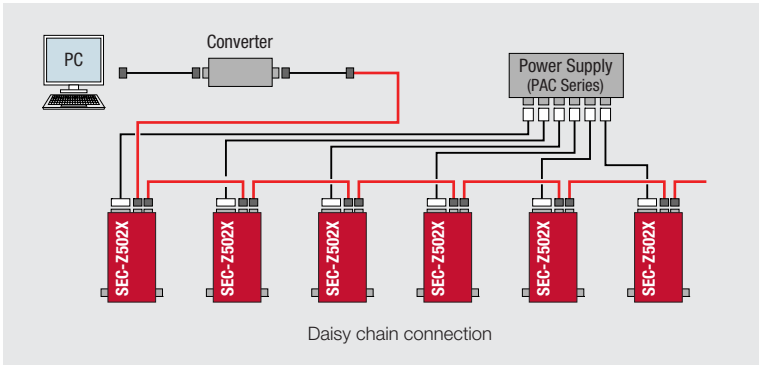 PC
Converter
Power Supply
(PAC Series)
SEC-Z502X
SEC-Z502X
SEC-Z502X
SEC-Z502X
SEC-Z502X
SEC-Z502X
Daisy chain connection